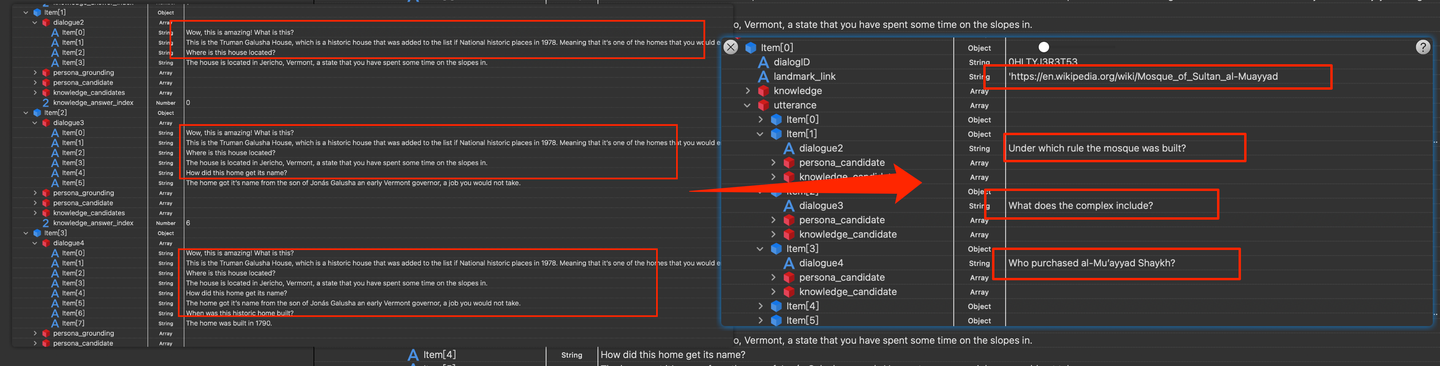 Item[1] Object
dialogue2 Array
Item[0] String Wow, this is amazing! What is this?
Item[1] String This is the Truman Galusha House, which is a historic house that was added to the list if National historic places in 1978. Meaning that it's one of the homes that you would e
Item[2] String Where is this house located?
Item[3] String The house is located in Jericho, Vermont, a state that you have spent some time on the slopes in.
persona_grounding Array
persona_candidate Array
knowledge_candidates Array
knowledge_answer_index Number 0
Item[2] Object
dialogue3 Array
Item[0] String Wow, this is amazing! What is this?
Item[1] String This is the Truman Galusha House, which is a historic house that was added to the list if National historic places in 1978. Meaning that it's one of the homes that you would e
Item[2] String Where is this house located?
Item[3] String The house is located in Jericho, Vermont, a state that you have spent some time on the slopes in.
Item[4] String How did this home get its name?
Item[5] String The home got it's name from the son of Jonás Galusha an early Vermont governor, a job you would not take.
persona_grounding Array
persona_candidate Array
knowledge_candidates Array
knowledge_answer_index Number 6
Item[3] Object
dialogue4 Array
Item[0] String Wow, this is amazing! What is this?
Item[1] String This is the Truman Galusha House, which is a historic house that was added to the list if National historic places in 1978. Meaning that it's one of the homes that you would e
Item[2] String Where is this house located?
Item[3] String The house is located in Jericho, Vermont, a state that you have spent some time on the slopes in.
Item[4] String How did this home get its name?
Item[5] String The home got it's name from the son of Jonás Galusha an early Vermont governor, a job you would not take.
Item[6] String When was this historic home built?
Item[7] String The home was built in 1790.
persona_grounding Array
persona_candidate Array
o, Vermont, a state that you have spent some time on the slopes in.
Item[0] Object
dialogID String 0HLTYJ3R3T53
landmark_link String 'https://en.wikipedia.org/wiki/Mosque_of_Sultan_al-Muayyad
knowledge Array
utterance Array
Item[0] Object
Item[1] Object
dialogue2 String Under which rule the mosque was built?
persona_candidate Array
knowledge_candidate Array
Item[2] Object
dialogue3 String What does the complex include?
persona_candidate Array
knowledge_candidate Array
Item[3] Object
dialogue4 String Who purchased al-Mu'ayyad Shaykh?
persona_candidate Array
knowledge_candidate Array
Item[4] Object
Item[5] Object
o, Vermont, a state that you have spent some time on the slopes in.
Item[4] String How did this home get its name?